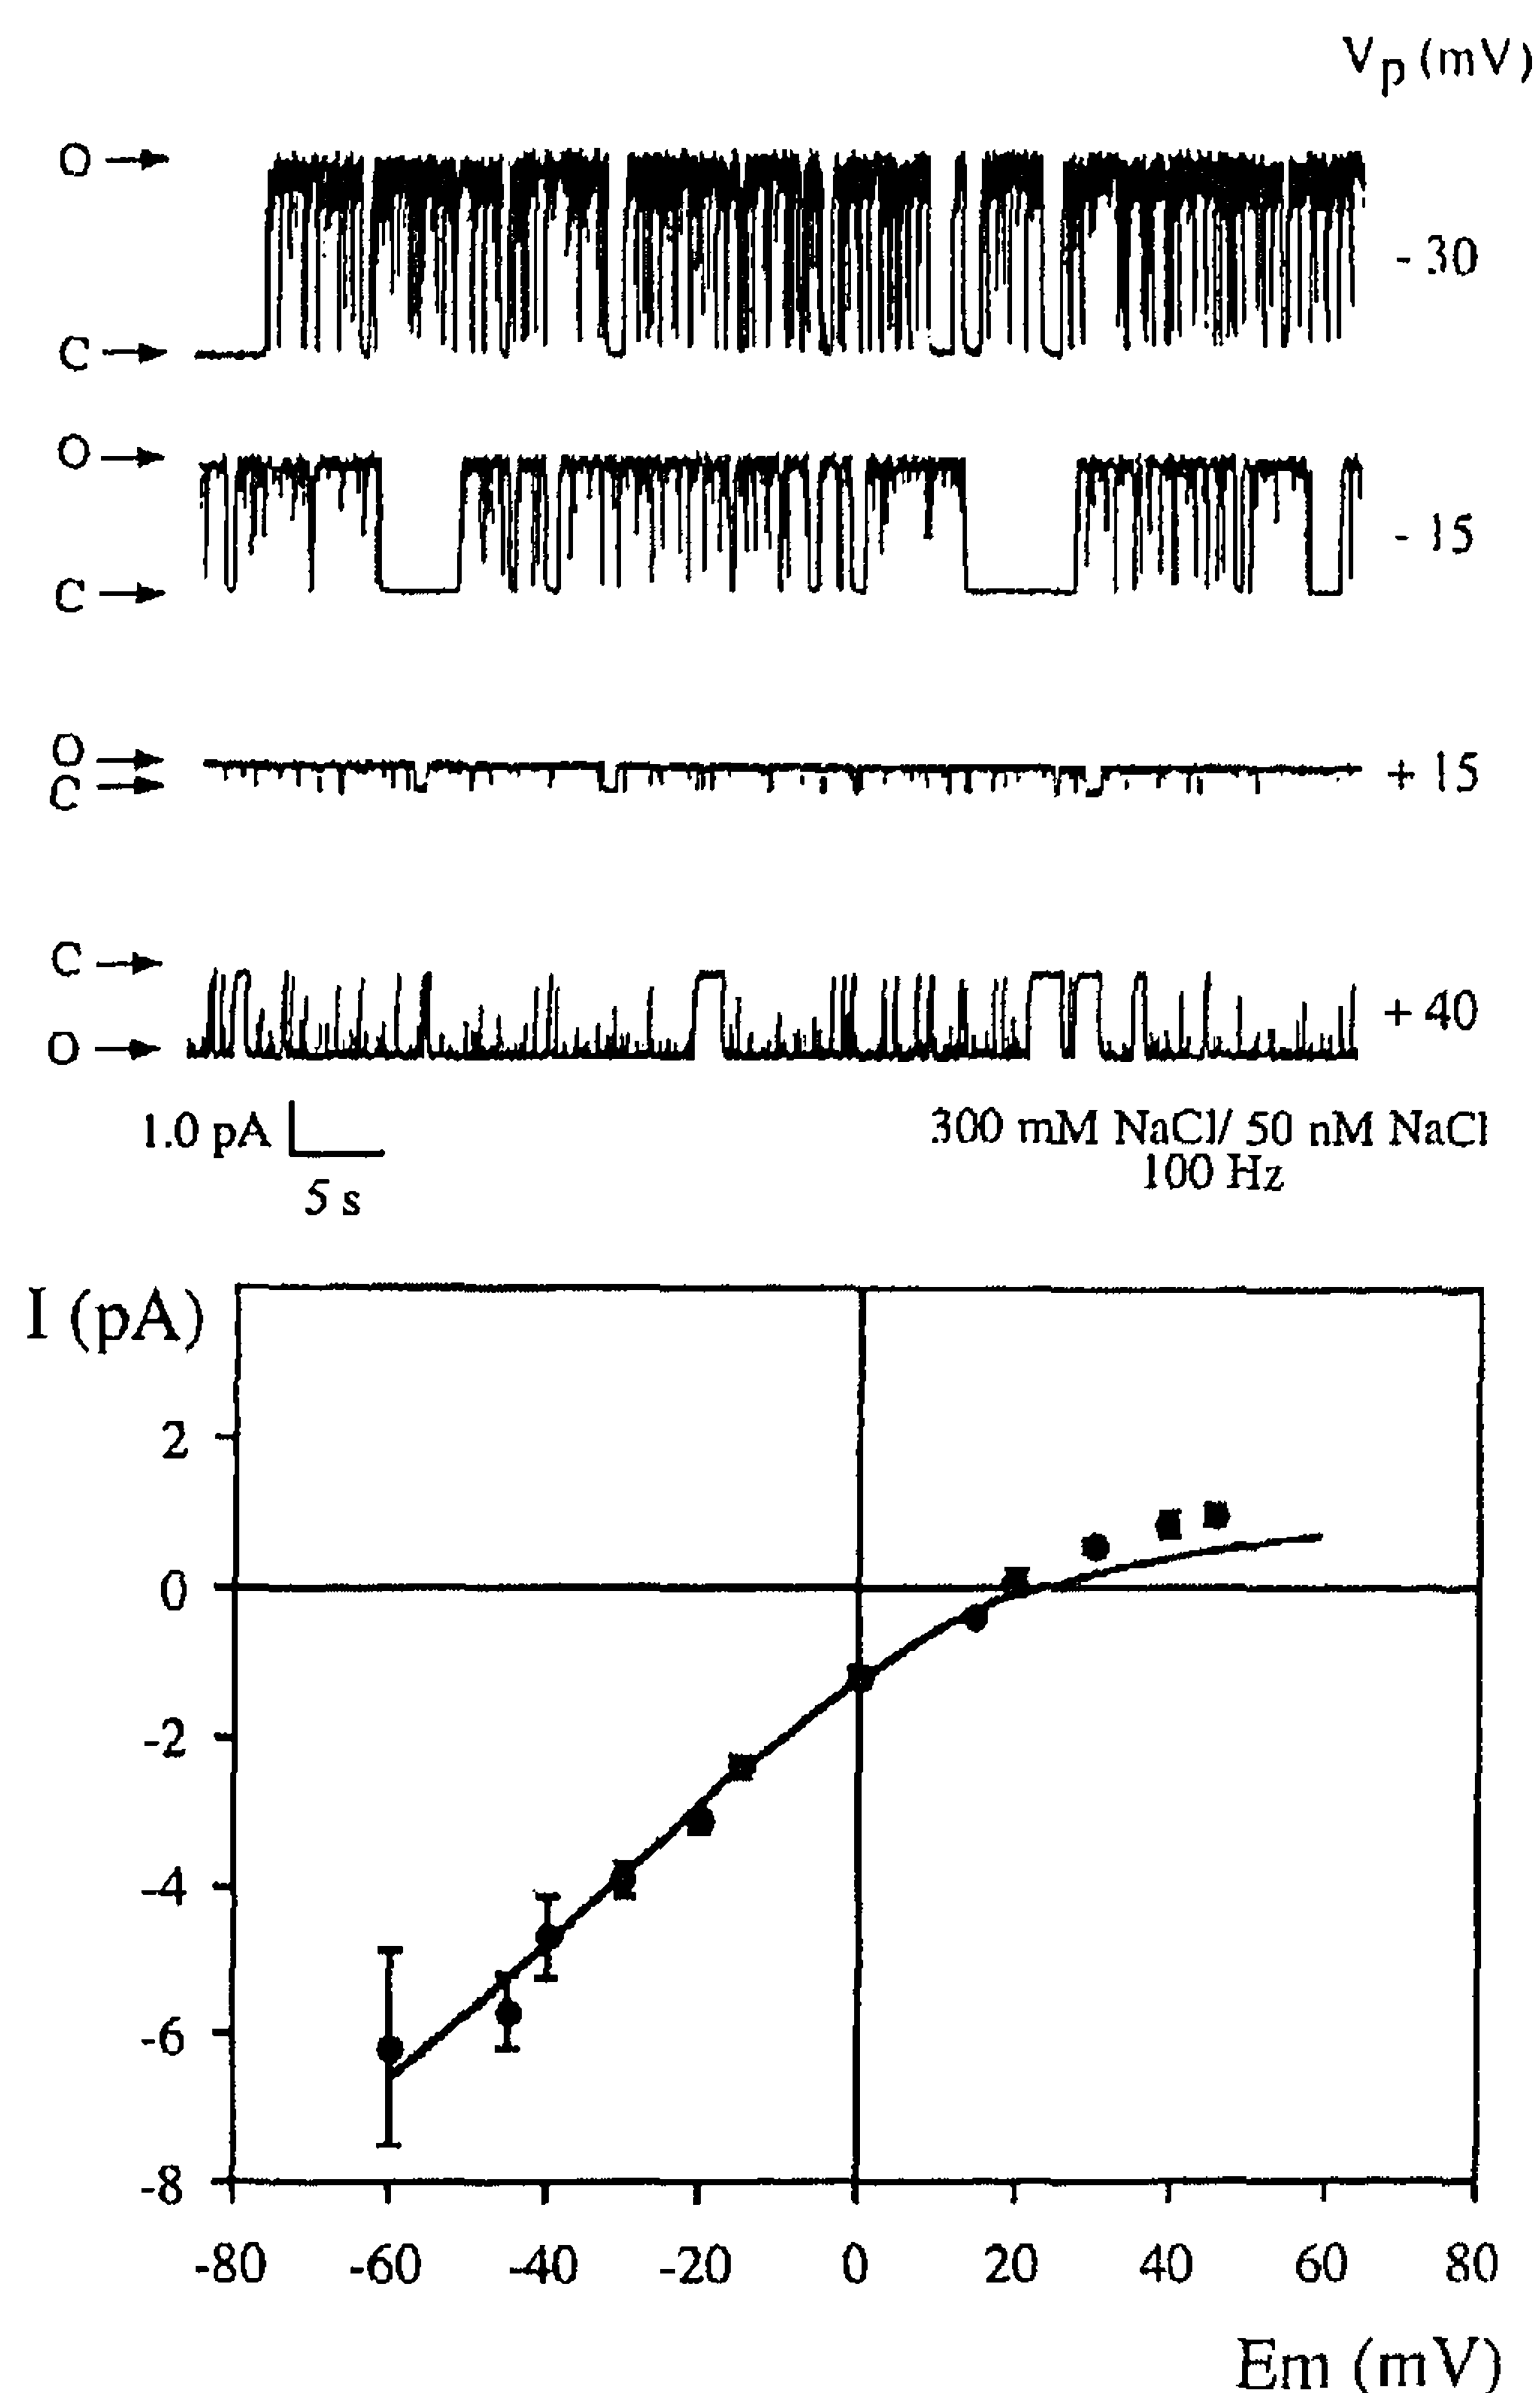 Vp (mV)
O
- 30
C
O
- 15
C
O
C
+ 15
C
+ 40
O
1.0 pA
5 s
300 mM NaCl/ 50 nM NaCl
100 Hz
I (pA)
2
0
-2
-4
-6
-8
-80 -60 -40 -20 0 20 40 60 80
Em (mV)